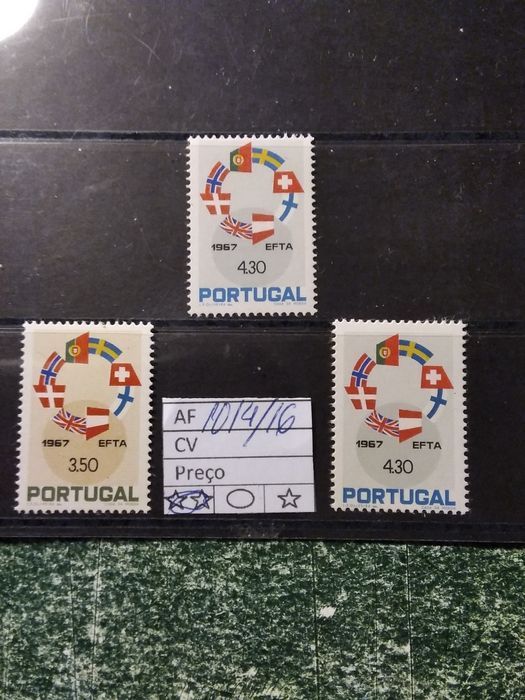 1967 EFTA
4.30
PORTUGAL
1967 EFTA
3.50
PORTUGAL
AF 1014/16
CV
Preço
1967 EFTA
4.30
PORTUGAL